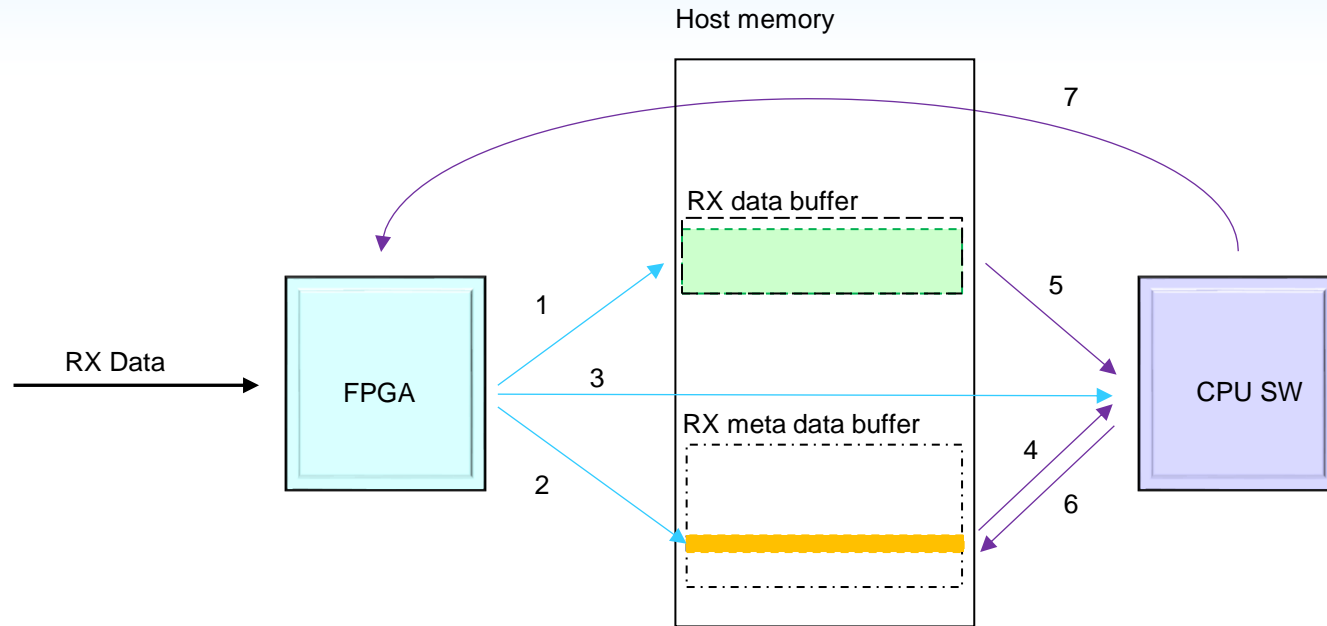 Host memory
7
RX data buffer
5
1
RX Data
3
FPGA
CPU SW
RX meta data buffer
4
2
6